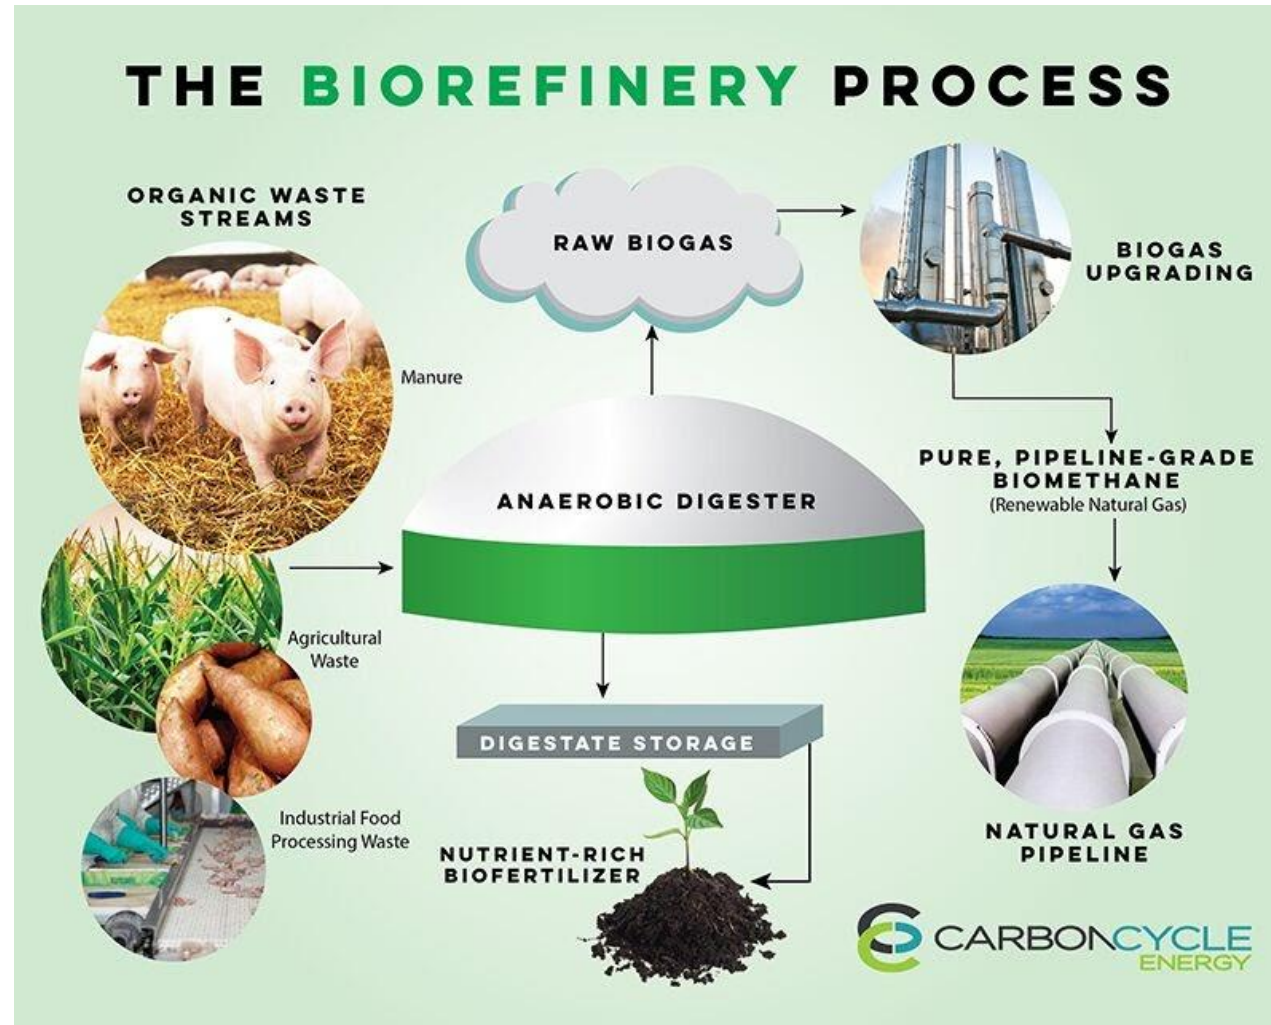 THE BIOREFINERY PROCESS
ORGANIC WASTE
STREAMS
Manure
Agricultural
Waste
Industrial Food
Processing Waste
RAW BIOGAS
ANAEROBIC DIGESTER
DIGESTATE STORAGE
NUTRIENT-RICH
BIOFERTILIZER
BIOGAS
UPGRADING
PURE, PIPELINE-GRADE
BIOMETHANE
(Renewable Natural Gas)
NATURAL GAS
PIPELINE
CARBONCYCLE
ENERGY